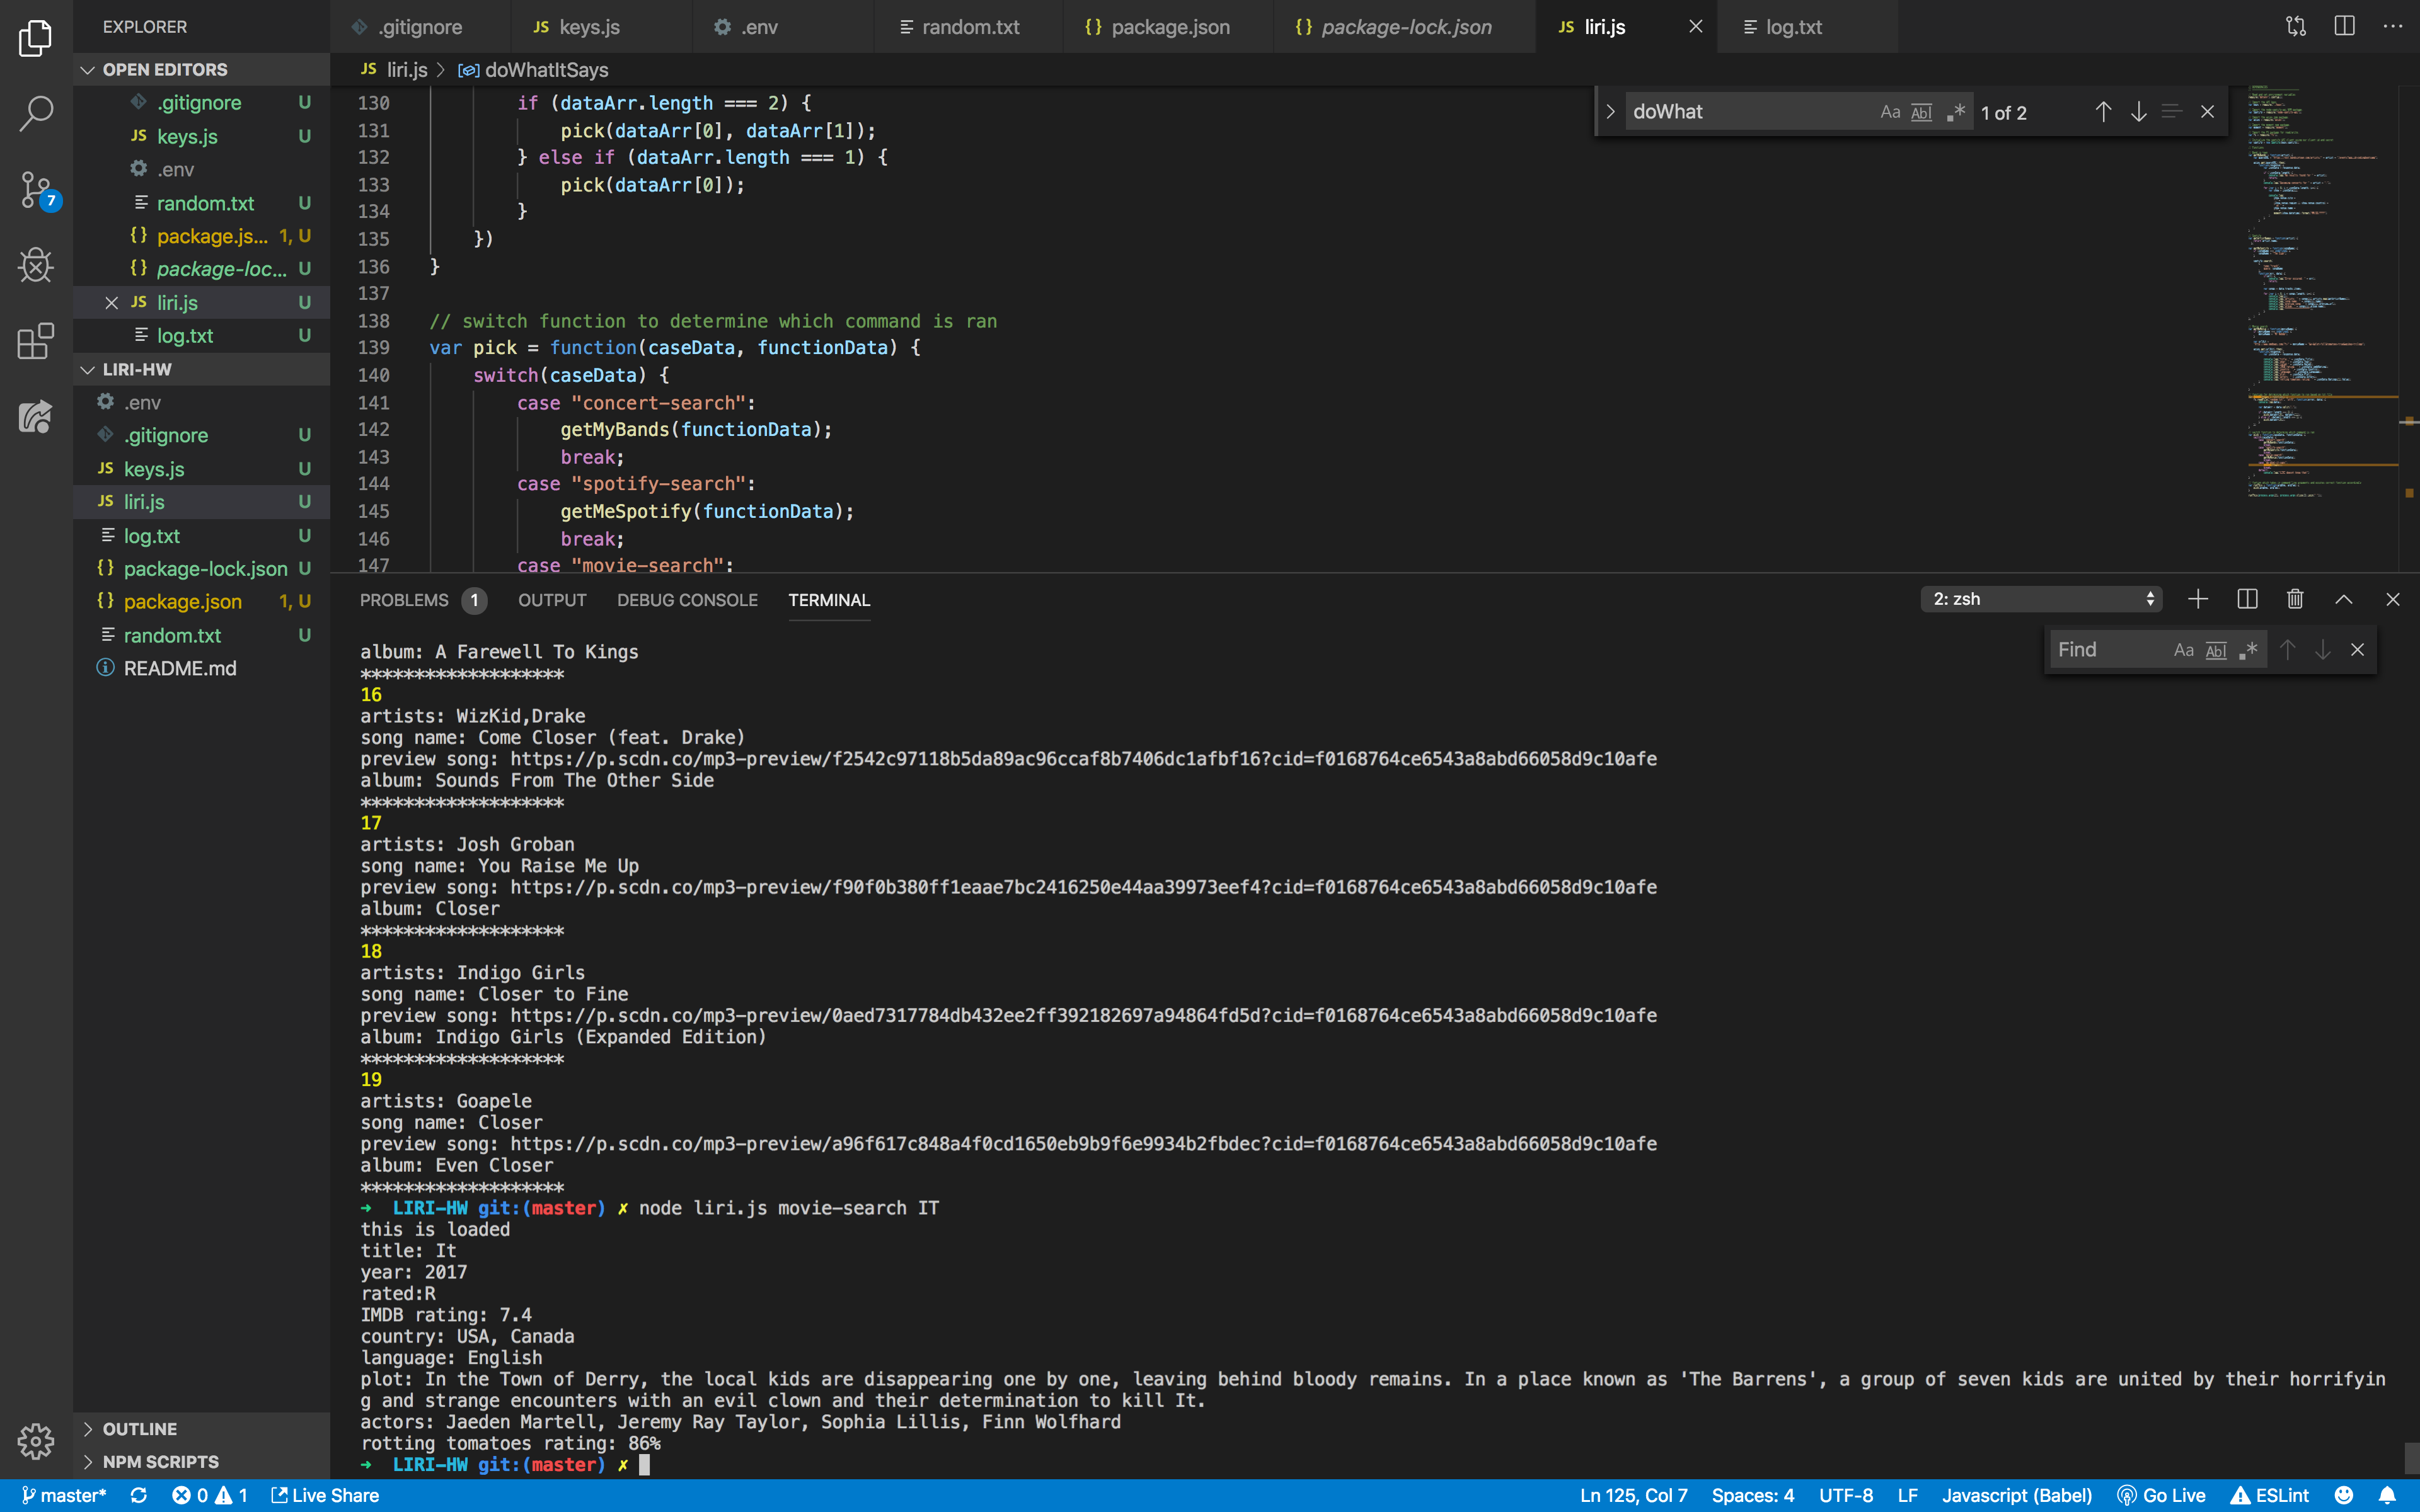 EXPLORER
.gitignore
JS keys.js
.env
random.txt
{} package.json
{} package-lock.json
JS liri.js
log.txt
OPEN EDITORS
JS liri.js > doWhatItSays
.gitignore U
JS keys.js U
.env
random.txt U
{} package.js... 1, U
{} package-loc... U
JS liri.js U
log.txt U
LIRI-HW
.env
.gitignore U
JS keys.js U
JS liri.js U
log.txt U
{} package-lock.json U
{} package.json 1, U
random.txt U
README.md
OUTLINE
NPM SCRIPTS
7
doWhat Aa Abl .* 1 of 2
130 if (dataArr.length === 2) {
131 pick(dataArr[0], dataArr[1]);
132 } else if (dataArr.length === 1) {
133 pick(dataArr[0]);
134 }
135 })
136 }
137
138 // switch function to determine which command is ran
139 var pick = function(caseData, functionData) {
140 switch(caseData) {
141 case "concert-search":
142 getMyBands(functionData);
143 break;
144 case "spotify-search":
145 getMeSpotify(functionData);
146 break;
147 case "movie-search":
PROBLEMS 1 OUTPUT DEBUG CONSOLE TERMINAL 2: zsh
Find Aa Abl .*
album: A Farewell To Kings
*******************
16
artists: WizKid,Drake
song name: Come Closer (feat. Drake)
preview song: https://p.scdn.co/mp3-preview/f2542c97118b5da89ac96ccaf8b7406dc1afbf16?cid=f0168764ce6543a8abd66058d9c10afe
album: Sounds From The Other Side
*******************
17
artists: Josh Groban
song name: You Raise Me Up
preview song: https://p.scdn.co/mp3-preview/f90f0b380ff1eaae7bc2416250e44aa39973eef4?cid=f0168764ce6543a8abd66058d9c10afe
album: Closer
*******************
18
artists: Indigo Girls
song name: Closer to Fine
preview song: https://p.scdn.co/mp3-preview/0aed7317784db432ee2ff392182697a94864fd5d?cid=f0168764ce6543a8abd66058d9c10afe
album: Indigo Girls (Expanded Edition)
*******************
19
artists: Goapele
song name: Closer
preview song: https://p.scdn.co/mp3-preview/a96f617c848a4f0cd1650eb9b9f6e9934b2fbdec?cid=f0168764ce6543a8abd66058d9c10afe
album: Even Closer
*******************
➜ LIRI-HW git:(master) ✗ node liri.js movie-search IT
this is loaded
title: It
year: 2017
rated:R
IMDB rating: 7.4
country: USA, Canada
language: English
plot: In the Town of Derry, the local kids are disappearing one by one, leaving behind bloody remains. In a place known as 'The Barrens', a group of seven kids are united by their horrifyin
g and strange encounters with an evil clown and their determination to kill It.
actors: Jaeden Martell, Jeremy Ray Taylor, Sophia Lillis, Finn Wolfhard
rotting tomatoes rating: 86%
➜ LIRI-HW git:(master) ✗
master* 0 1 Live Share Ln 125, Col 7 Spaces: 4 UTF-8 LF Javascript (Babel) Go Live ESLint